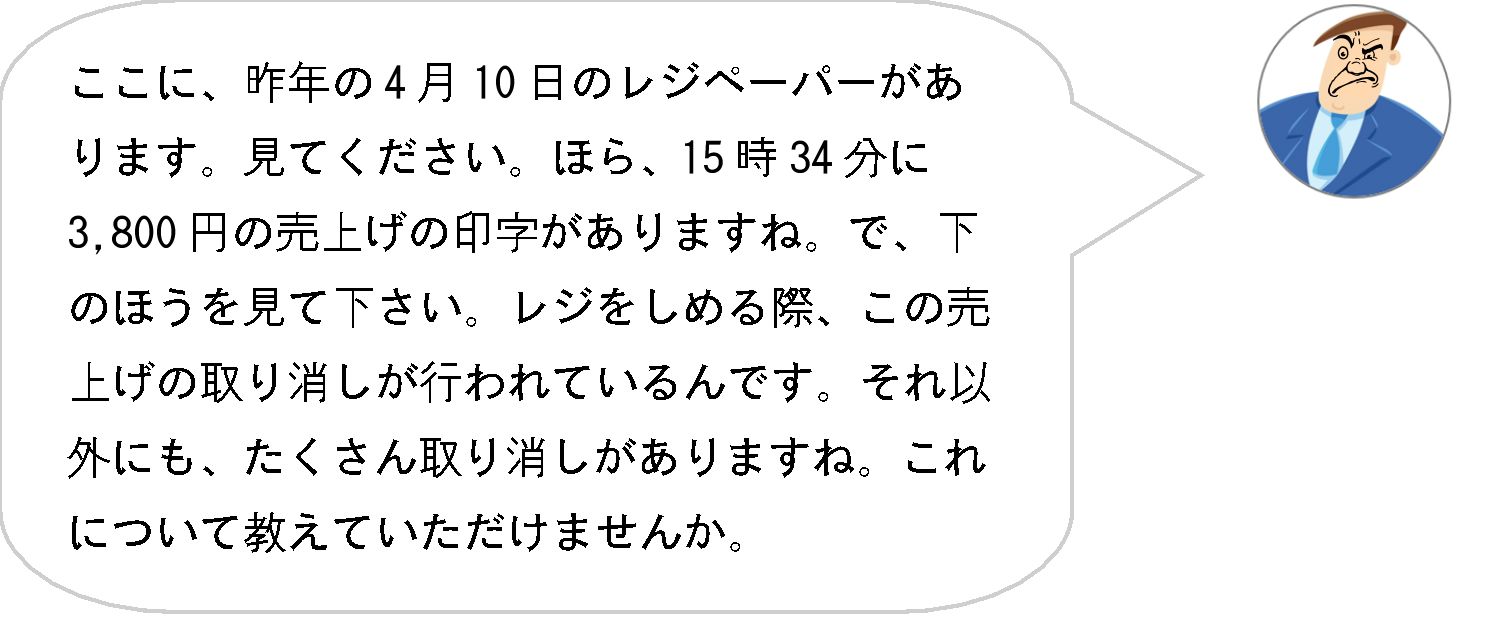 ここに、昨年の4月10日のレジペーパーがあ
ります。見てください。ほら、15時34分に
3,800円の売上げの印字がありますね。で、下
のほうを見て下さい。レジをしめる際、この売
上げの取り消しが行われているんです。それ以
外にも、たくさん取り消しがありますね。これ
について教えていただけませんか。